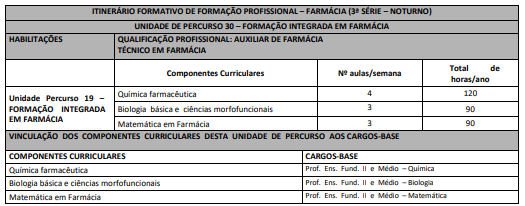 ITINERÁRIO FORMATIVO DE FORMAÇÃO PROFISSIONAL – FARMÁCIA (3ª SÉRIE – NOTURNO)
UNIDADE DE PERCURSO 30 – FORMAÇÃO INTEGRADA EM FARMÁCIA
HABILITAÇÕES QUALIFICAÇÃO PROFISSIONAL: AUXILIAR DE FARMÁCIA
TÉCNICO EM FARMÁCIA
Componentes Curriculares Nº aulas/semana Total de
horas/ano
Unidade Percurso 19 –
FORMAÇÃO INTEGRADA
EM FARMÁCIA
Química farmacêutica 4 120
Biologia básica e ciências morfofuncionais 3 90
Matemática em Farmácia 3 90
VINCULAÇÃO DOS COMPONENTES CURRICULARES DESTA UNIDADE DE PERCURSO AOS CARGOS-BASE
COMPONENTES CURRICULARES CARGOS-BASE
Química farmacêutica Prof. Ens. Fund. II e Médio – Química
Biologia básica e ciências morfofuncionais Prof. Ens. Fund. II e Médio – Biologia
Matemática em Farmácia Prof. Ens. Fund. II e Médio – Matemática